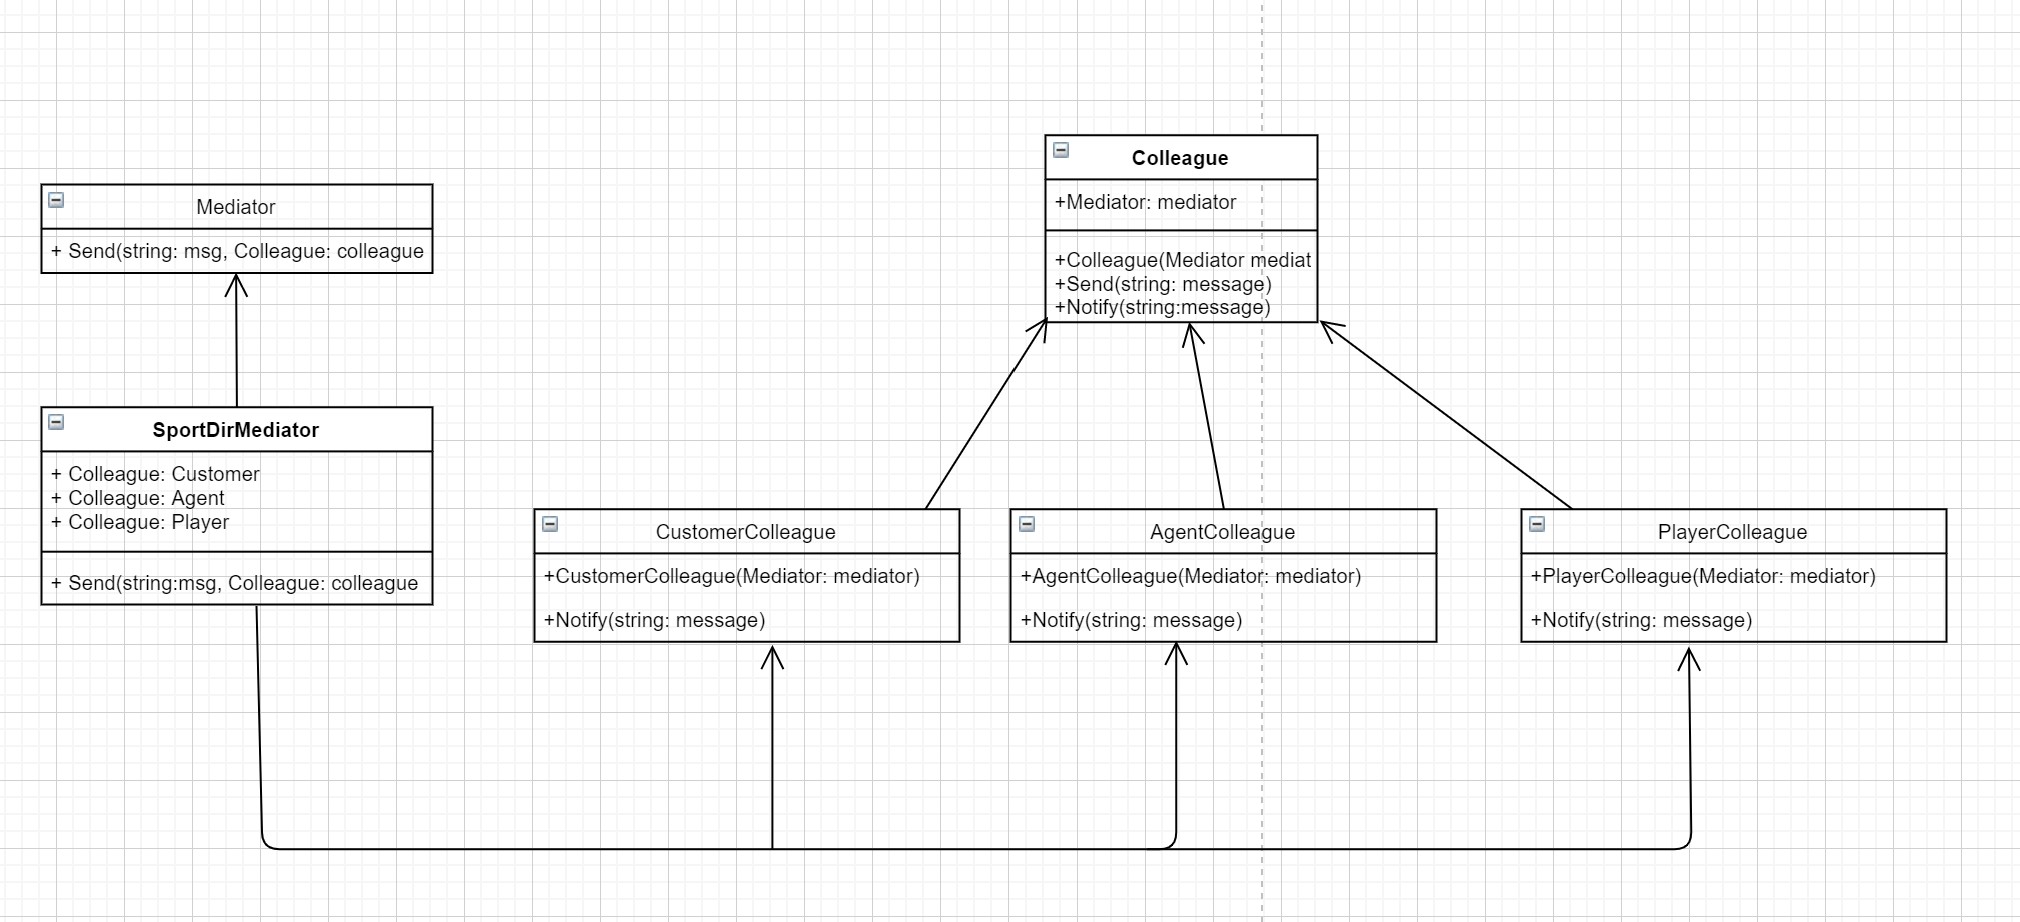 Mediator
+ Send(string: msg, Colleague: colleague
SportDirMediator
+ Colleague: Customer
+ Colleague: Agent
+ Colleague: Player
+ Send(string:msg, Colleague: colleague
Colleague
+Mediator: mediator
+Colleague(Mediator mediat
+Send(string: message)
+Notify(string:message)
CustomerColleague
+CustomerColleague(Mediator: mediator)
+Notify(string: message)
AgentColleague
+AgentColleague(Mediator: mediator)
+Notify(string: message)
PlayerColleague
+PlayerColleague(Mediator: mediator)
+Notify(string: message)